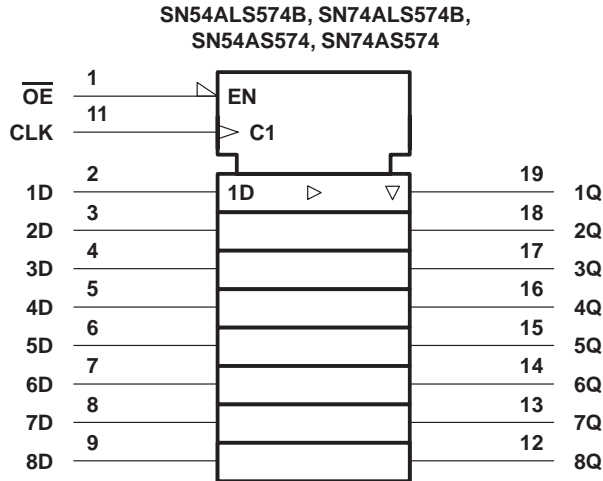 SN54ALS574B, SN74ALS574B,
SN54AS574, SN74AS574
OE 1 EN
CLK 11 C1
1D 2 1D 19 1Q
2D 3 18 2Q
3D 4 17 3Q
4D 5 16 4Q
5D 6 15 5Q
6D 7 14 6Q
7D 8 13 7Q
8D 9 12 8Q